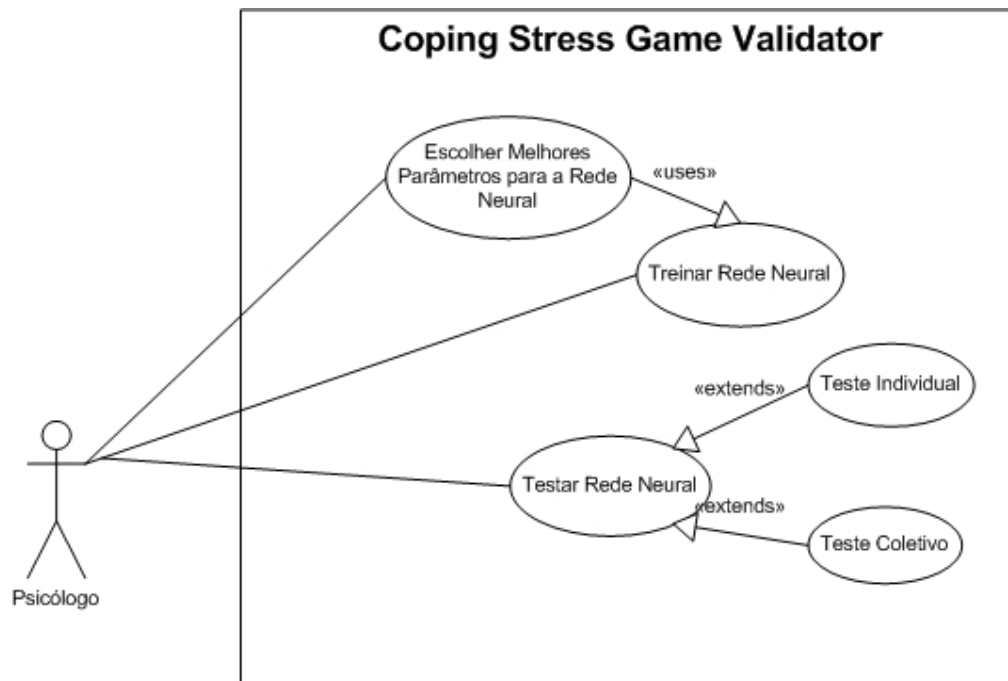 Coping Stress Game Validator
Escolher Melhores
Parâmetros para a Rede
Neural
«uses»
Treinar Rede Neural
Teste Individual
«extends»
Testar Rede Neural
«extends»
Teste Coletivo
Psicólogo